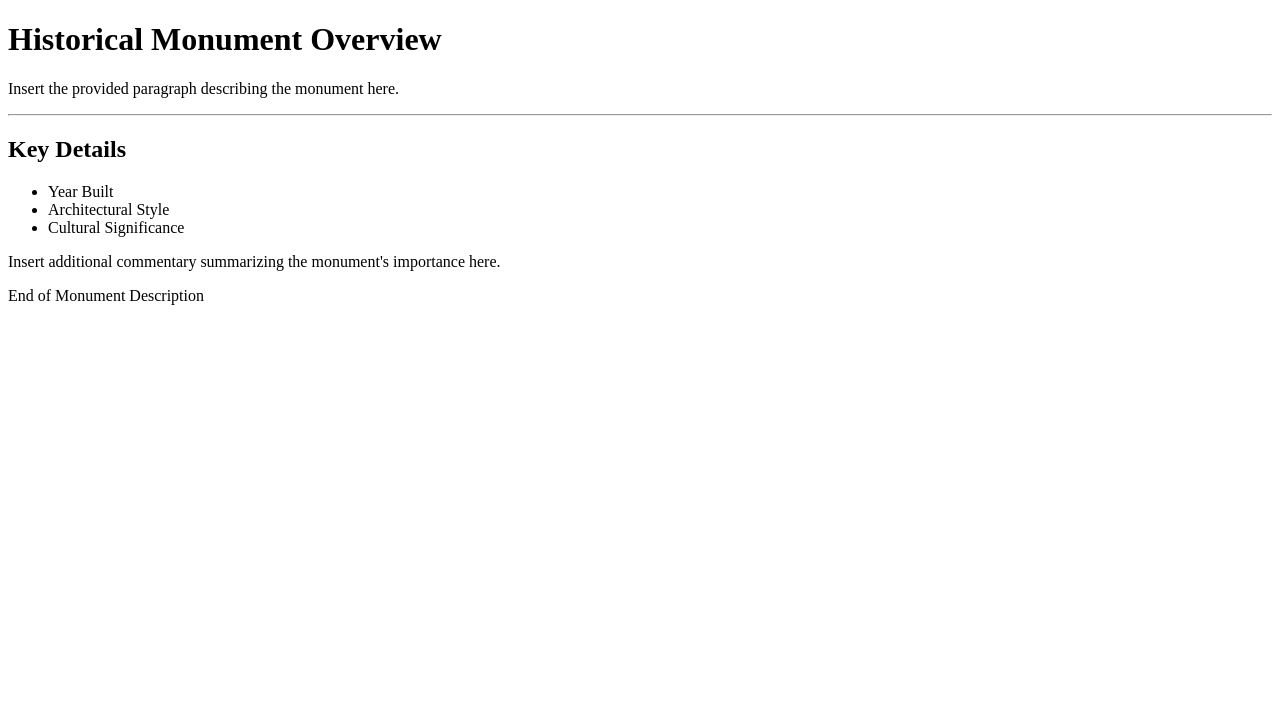 Historical Monument Overview
Insert the provided paragraph describing the monument here.
Key Details
Year Built
Architectural Style
Cultural Significance
Insert additional commentary summarizing the monument's importance here.
End of Monument Description